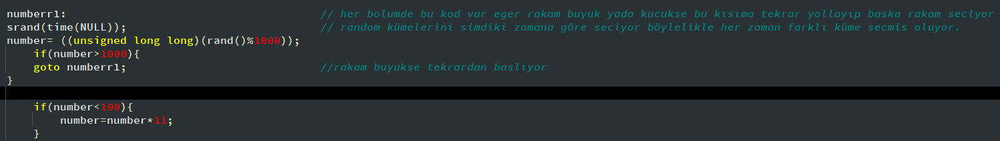 numberr1: // her bolumde bu kod var eger rakam buyuk yada kucukse bu kısıma tekrar yollayıp baska rakam seciyor
srand(time(NULL)); // random kümelerini simdiki zamana göre seciyor böylelikle her zaman farklı küme secmis oluyor.
number= ((unsigned long long)(rand()%1000));
if(number>1000){
goto numberr1; //rakam buyukse tekrardan baslıyor
}
if(number<100){
number=number*11;
}